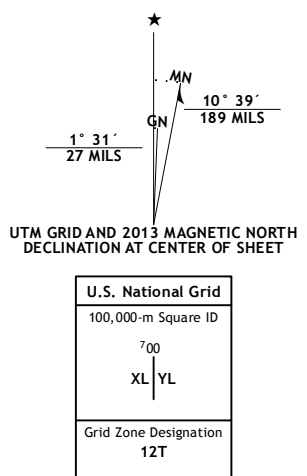 ★
MN
GN
10° 39´
189 MILS
1° 31´
27 MILS
UTM GRID AND 2013 MAGNETIC NORTH
DECLINATION AT CENTER OF SHEET
U.S. National Grid
100,000-m Square ID
⁷00
XL YL
Grid Zone Designation
12T